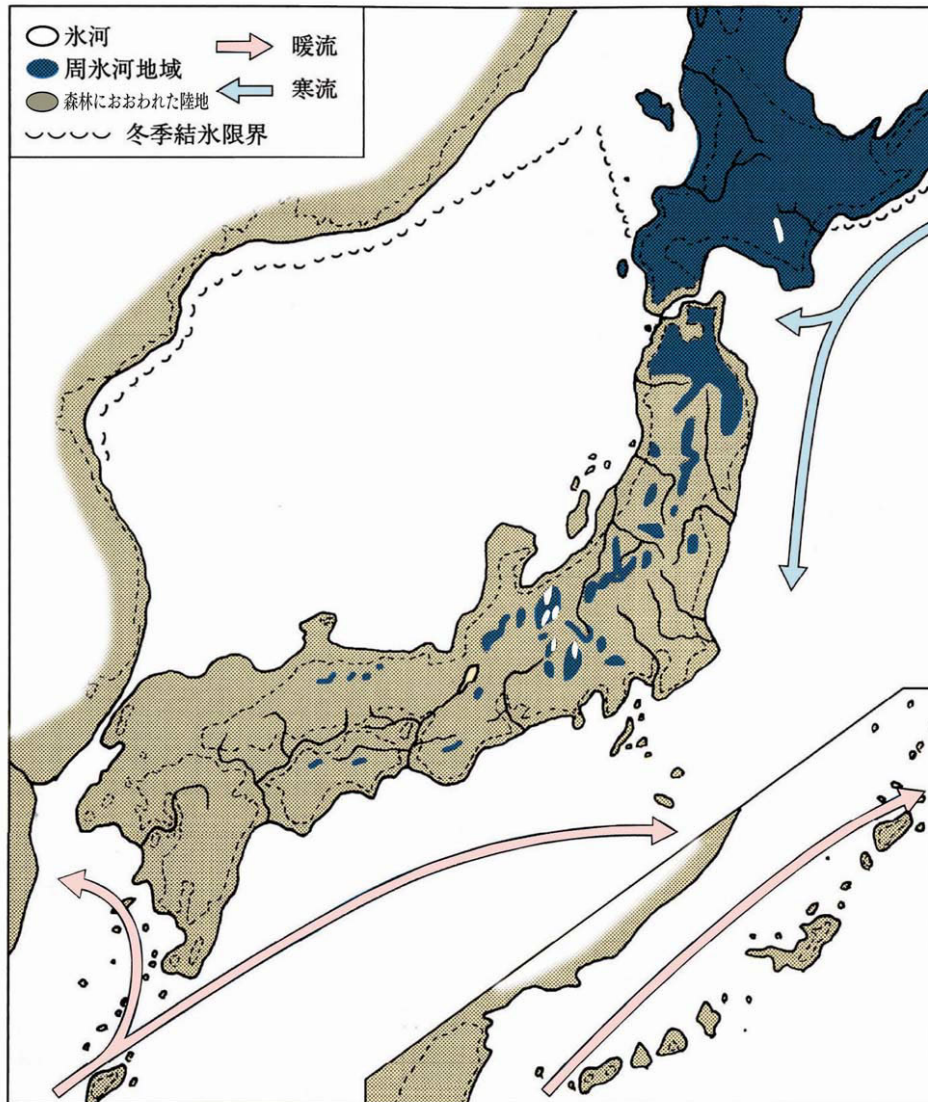 氷河
周氷河地域
森林におおわれた陸地
冬季結氷限界
暖流
寒流